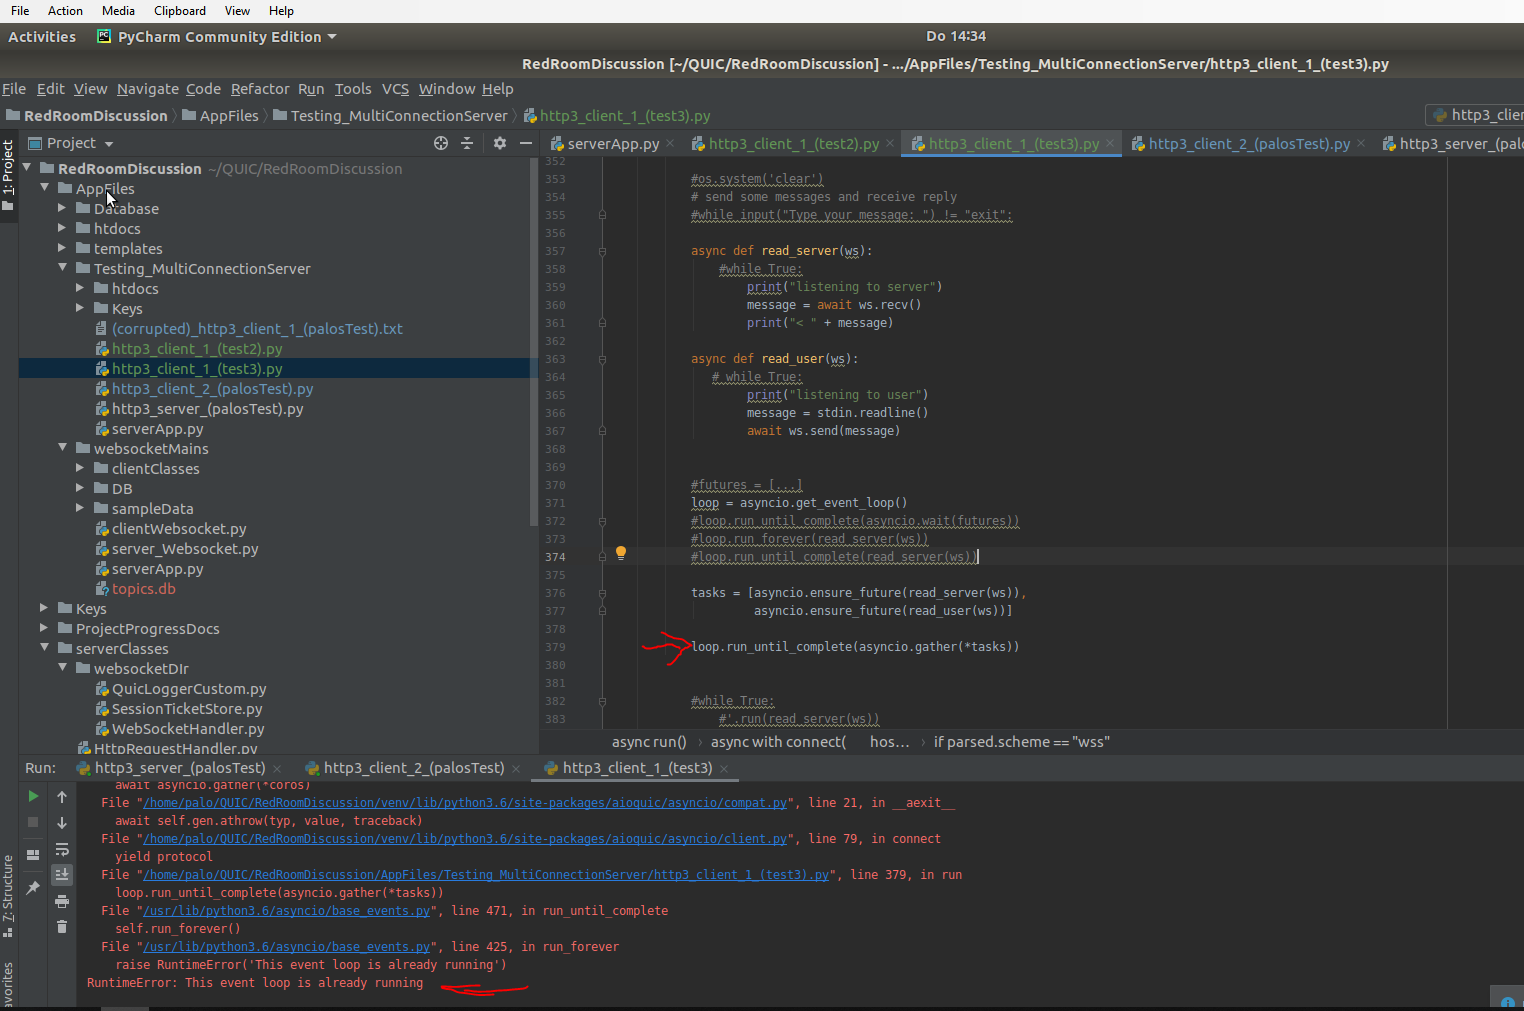 File Action Media Clipboard View Help
Activities PyCharm Community Edition Do 14:34
RedRoomDiscussion [~/QUIC/RedRoomDiscussion] - .../AppFiles/Testing_MultiConnectionServer/http3_client_1_(test3).py
File Edit View Navigate Code Refactor Run Tools VCS Window Help
RedRoomDiscussion AppFiles Testing_MultiConnectionServer http3_client_1_(test3).py http3_clien
1: Project
7: Structure
avorites
Project
RedRoomDiscussion ~/QUIC/RedRoomDiscussion
AppFiles
Database
htdocs
templates
Testing_MultiConnectionServer
htdocs
Keys
(corrupted)_http3_client_1_(palosTest).txt
http3_client_1_(test2).py
http3_client_1_(test3).py
http3_client_2_(palosTest).py
http3_server_(palosTest).py
serverApp.py
websocketMains
clientClasses
DB
sampleData
clientWebsocket.py
server_Websocket.py
serverApp.py
topics.db
Keys
ProjectProgressDocs
serverClasses
websocketDIr
QuicLoggerCustom.py
SessionTicketStore.py
WebSocketHandler.py
HttpRequestHandler.py
serverApp.py http3_client_1_(test2).py http3_client_1_(test3).py http3_client_2_(palosTest).py http3_server_(palo
352
353 #os.system('clear')
354 # send some messages and receive reply
355 #while input("Type your message: ") != "exit":
356
357 async def read_server(ws):
358 #while True:
359 print("listening to server")
360 message = await ws.recv()
361 print("< " + message)
362
363 async def read_user(ws):
364 # while True:
365 print("listening to user")
366 message = stdin.readline()
367 await ws.send(message)
368
369
370 #futures = [...]
371 loop = asyncio.get_event_loop()
372 #loop.run_until_complete(asyncio.wait(futures))
373 #loop.run_forever(read_server(ws))
374 #loop.run_until_complete(read_server(ws))
375
376 tasks = [asyncio.ensure_future(read_server(ws)),
377 asyncio.ensure_future(read_user(ws))]
378
379 loop.run_until_complete(asyncio.gather(*tasks))
380
381
382 #while True:
383 #'.run(read_server(ws))
async run() async with connect( hos... if parsed.scheme == "wss"
Run: http3_server_(palosTest) http3_client_2_(palosTest) http3_client_1_(test3)
await asyncio.gather(*coros)
File "/home/palo/QUIC/RedRoomDiscussion/venv/lib/python3.6/site-packages/aioquic/asyncio/compat.py", line 21, in __aexit__
await self.gen.athrow(typ, value, traceback)
File "/home/palo/QUIC/RedRoomDiscussion/venv/lib/python3.6/site-packages/aioquic/asyncio/client.py", line 79, in connect
yield protocol
File "/home/palo/QUIC/RedRoomDiscussion/AppFiles/Testing_MultiConnectionServer/http3_client_1_(test3).py", line 379, in run
loop.run_until_complete(asyncio.gather(*tasks))
File "/usr/lib/python3.6/asyncio/base_events.py", line 471, in run_until_complete
self.run_forever()
File "/usr/lib/python3.6/asyncio/base_events.py", line 425, in run_forever
raise RuntimeError('This event loop is already running')
RuntimeError: This event loop is already running